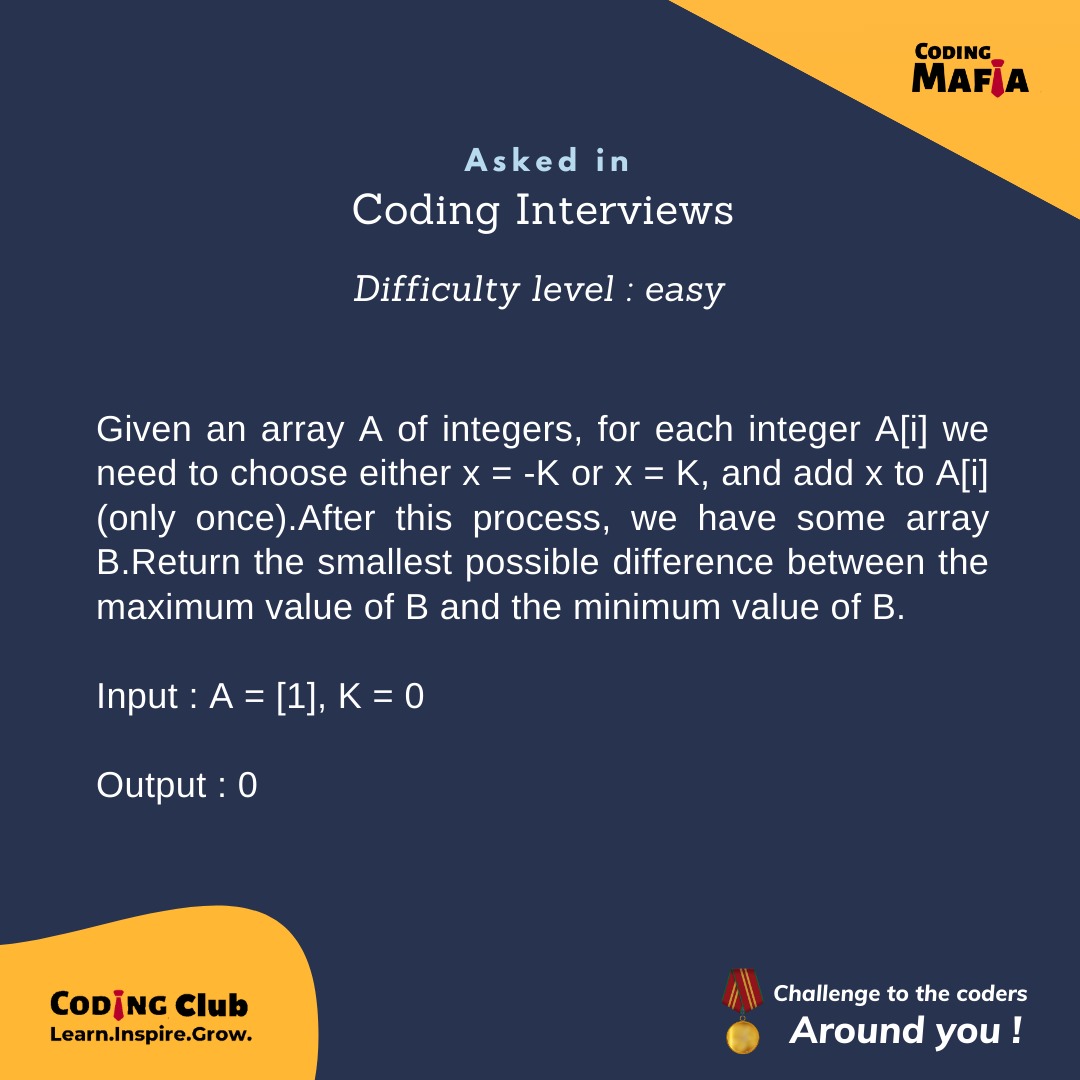 CODING
MAFIA
Asked in
Coding Interviews
Difficulty level : easy
Given an array A of integers, for each integer A[i] we
need to choose either x = -K or x = K, and add x to A[i]
(only once).After this process, we have some array
B.Return the smallest possible difference between the
maximum value of B and the minimum value of B.
Input : A = [1], K = 0
Output : 0
CODING Club
Learn.Inspire.Grow.
Challenge to the coders
Around you !